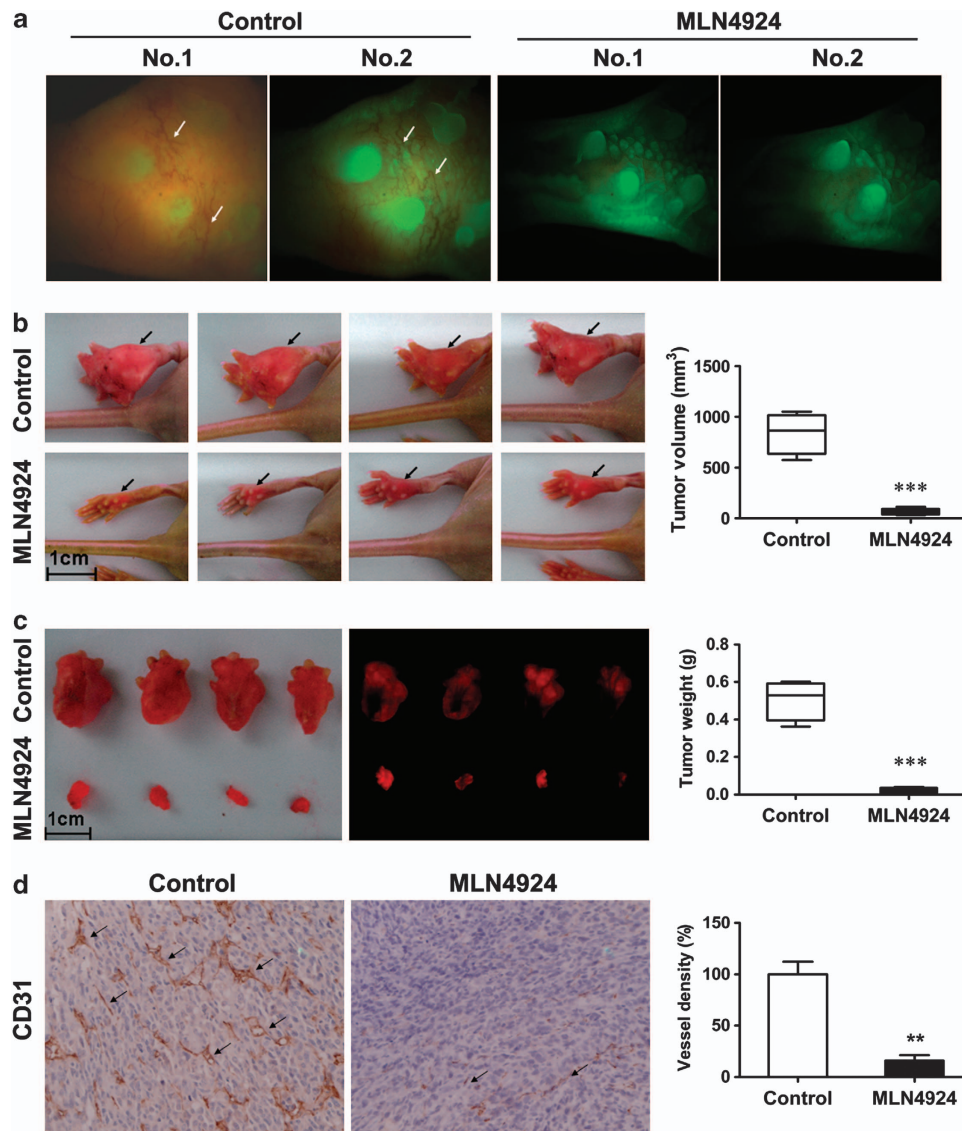 a
Control
MLN4924
No.1
No.2
No.1
No.2
b
Control
MLN4924
1cm
Tumor volume (mm³)
1500
1000
500
0
***
Control
MLN4924
c
Control
MLN4924
1cm
Tumor weight (g)
0.8
0.6
0.4
0.2
0.0
***
Control
MLN4924
d
Control
MLN4924
CD31
Vessel density (%)
150
100
50
0
**
Control
MLN4924